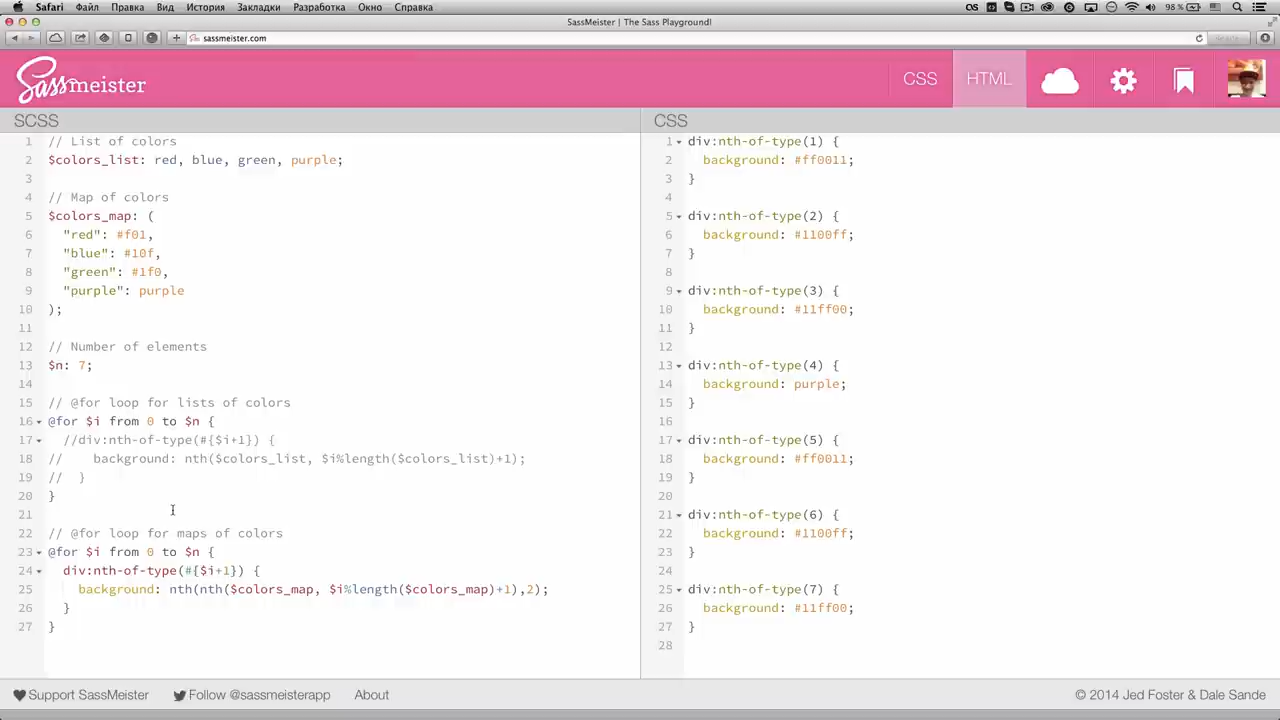 Safari Файл Правка Вид История Закладки Разработка Окно Справка 98 %
SassMeister | The Sass Playground!
sassmeister.com
Sassmeister
CSS HTML
SCSS
1 // List of colors
2 $colors_list: red, blue, green, purple;
3
4 // Map of colors
5 $colors_map: (
6 "red": #f01,
7 "blue": #10f,
8 "green": #1f0,
9 "purple": purple
10 );
11
12 // Number of elements
13 $n: 7;
14
15 // @for loop for lists of colors
16 @for $i from 0 to $n {
17 //div:nth-of-type(#{$i+1}) {
18 // background: nth($colors_list, $i%length($colors_list)+1);
19 // }
20 }
21
22 // @for loop for maps of colors
23 @for $i from 0 to $n {
24 div:nth-of-type(#{$i+1}) {
25 background: nth(nth($colors_map, $i%length($colors_map)+1),2);
26 }
27 }
CSS
1 div:nth-of-type(1) {
2 background: #ff0011;
3 }
4
5 div:nth-of-type(2) {
6 background: #1100ff;
7 }
8
9 div:nth-of-type(3) {
10 background: #11ff00;
11 }
12
13 div:nth-of-type(4) {
14 background: purple;
15 }
16
17 div:nth-of-type(5) {
18 background: #ff0011;
19 }
20
21 div:nth-of-type(6) {
22 background: #1100ff;
23 }
24
25 div:nth-of-type(7) {
26 background: #11ff00;
27 }
28
Support SassMeister Follow @sassmeisterapp About © 2014 Jed Foster & Dale Sande